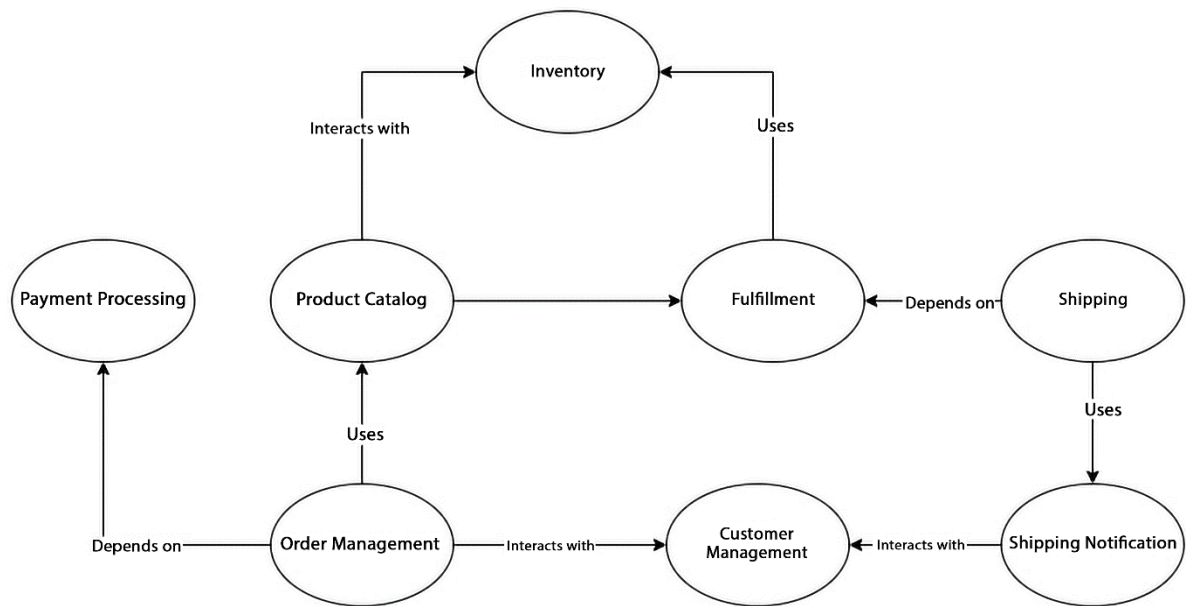 Inventory
Interacts with
Uses
Payment Processing
Product Catalog
Fulfillment
Depends on
Shipping
Uses
Uses
Depends on
Order Management
Interacts with
Customer
Management
Interacts with
Shipping Notification